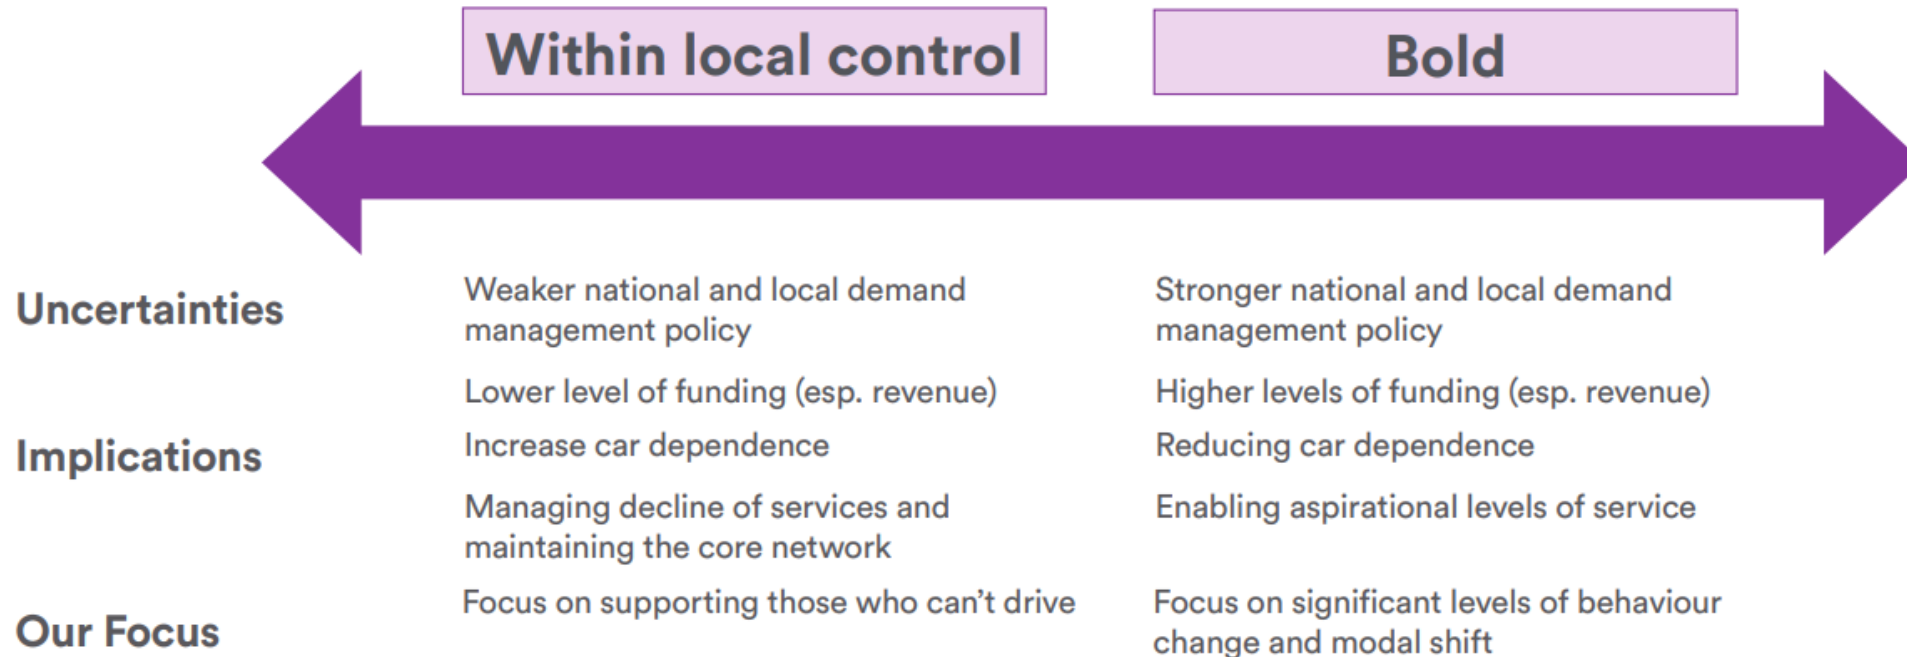 Within local control
Bold
Uncertainties
Weaker national and local demand
management policy
Stronger national and local demand
management policy
Lower level of funding (esp. revenue)
Higher levels of funding (esp. revenue)
Implications
Increase car dependence
Reducing car dependence
Managing decline of services and
maintaining the core network
Enabling aspirational levels of service
Our Focus
Focus on supporting those who can't drive
Focus on significant levels of behaviour
change and modal shift